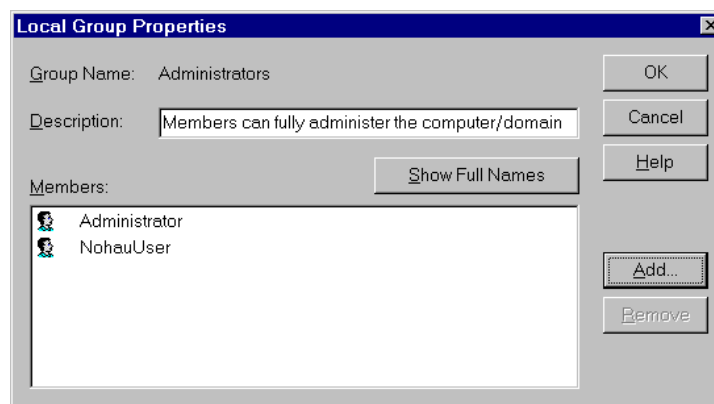 Local Group Properties
Group Name: Administrators
OK
Description: Members can fully administer the computer/domain
Cancel
Show Full Names
Help
Members:
Administrator
NohauUser
Add...
Remove